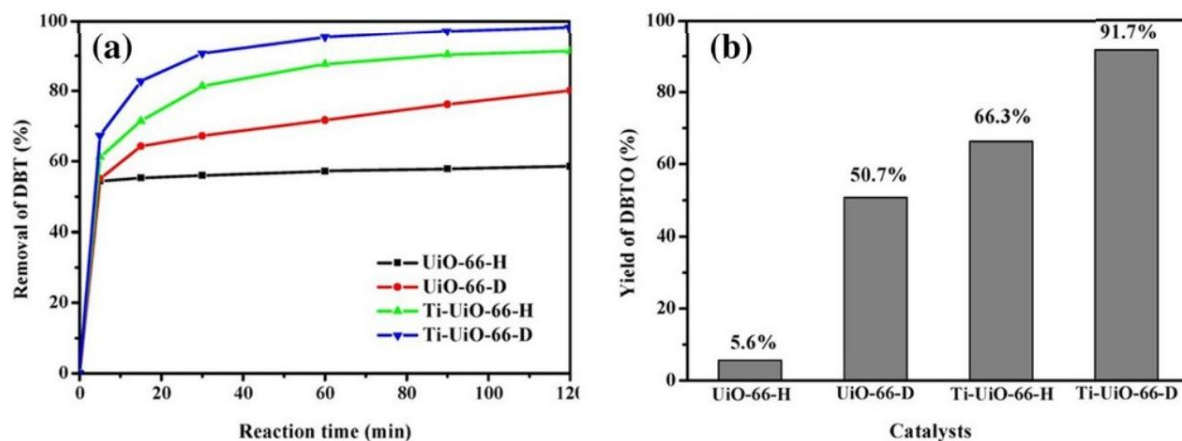 (a)
Removal of DBT (%)
100
80
60
40
20
0
UiO-66-H
UiO-66-D
Ti-UiO-66-H
Ti-UiO-66-D
0 20 40 60 80 100 120
Reaction time (min)
(b)
Yield of DBTO (%)
100
80
60
40
20
0
5.6%
50.7%
66.3%
91.7%
UiO-66-H UiO-66-D Ti-UiO-66-H Ti-UiO-66-D
Catalysts